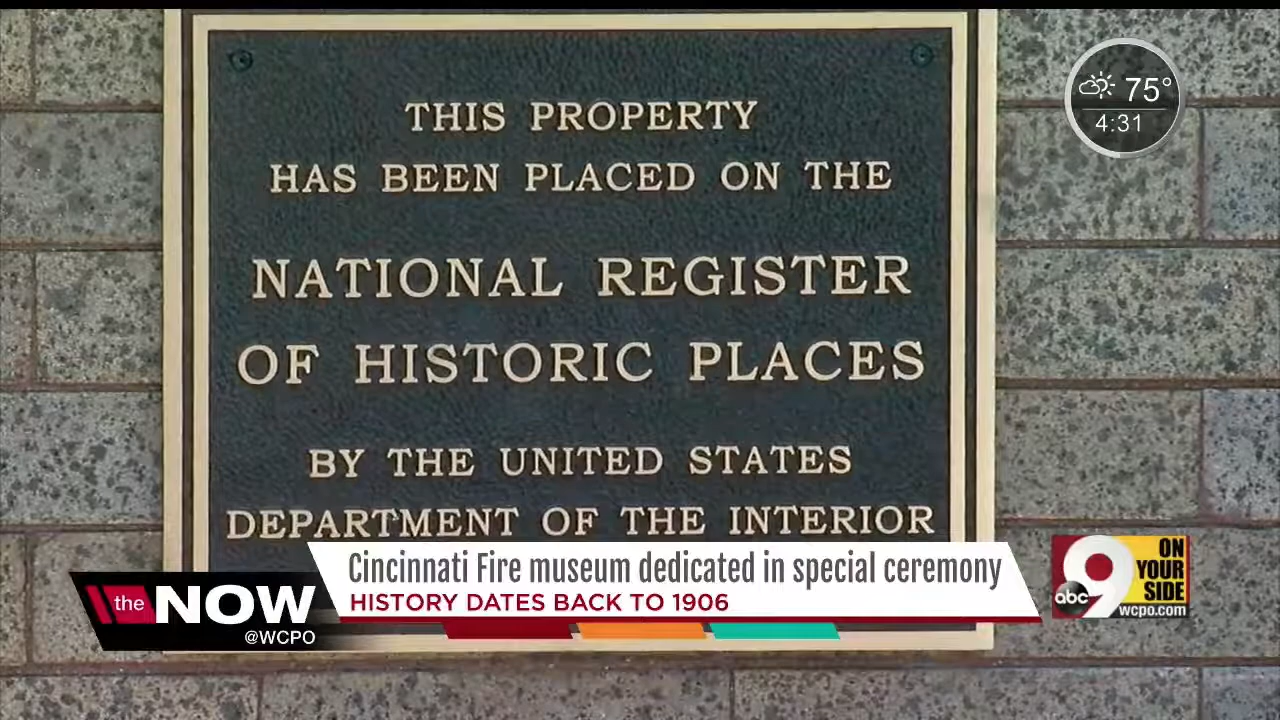 THIS PROPERTY
HAS BEEN PLACED ON THE
NATIONAL REGISTER
OF HISTORIC PLACES
BY THE UNITED STATES
DEPARTMENT OF THE INTERIOR
75°
4:31
Cincinnati Fire museum dedicated in special ceremony
HISTORY DATES BACK TO 1906
the NOW
@WCPO
abc 9 ON YOUR SIDE
wcpo.com